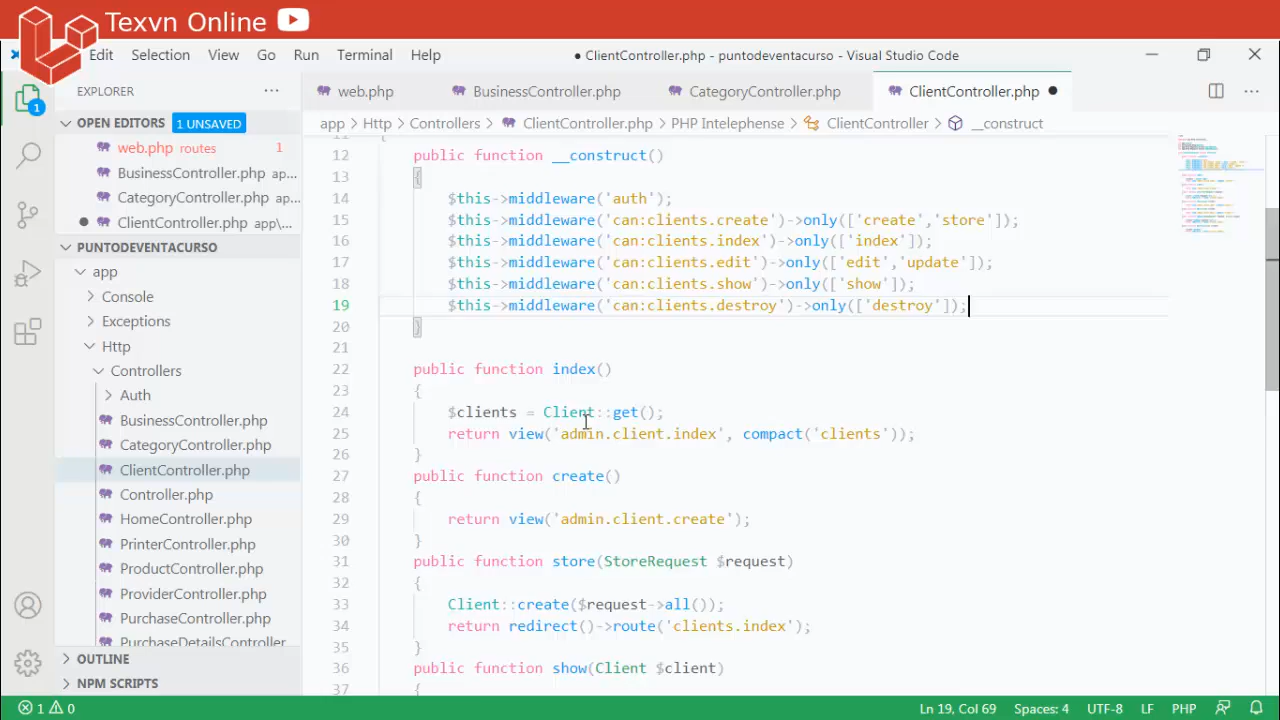 Texvn Online
Edit Selection View Go Run Terminal Help
● ClientController.php - puntodeventacurso - Visual Studio Code
EXPLORER
web.php BusinessController.php CategoryController.php ClientController.php
OPEN EDITORS 1 UNSAVED
app > Http > Controllers > ClientController.php > PHP Intelephense > ClientController > __construct
web.php routes 1
BusinessController.php ap...
CategoryController.php ap...
ClientController.php app\...
PUNTODEVENTACURSO
app
Console
Exceptions
Http
Controllers
Auth
BusinessController.php
CategoryController.php
ClientController.php
Controller.php
HomeController.php
PrinterController.php
ProductController.php
ProviderController.php
PurchaseController.php
PurchaseDetailsController
OUTLINE
NPM SCRIPTS
12 public function __construct()
13 {
14 $this->middleware('auth');
15 $this->middleware('can:clients.create')->only(['create','store']);
16 $this->middleware('can:clients.index')->only(['index']);
17 $this->middleware('can:clients.edit')->only(['edit','update']);
18 $this->middleware('can:clients.show')->only(['show']);
19 $this->middleware('can:clients.destroy')->only(['destroy']);
20 }
21
22 public function index()
23 {
24 $clients = Client::get();
25 return view('admin.client.index', compact('clients'));
26 }
27 public function create()
28 {
29 return view('admin.client.create');
30 }
31 public function store(StoreRequest $request)
32 {
33 Client::create($request->all());
34 return redirect()->route('clients.index');
35 }
36 public function show(Client $client)
37 {
1 0
Ln 19, Col 69 Spaces: 4 UTF-8 LF PHP
1